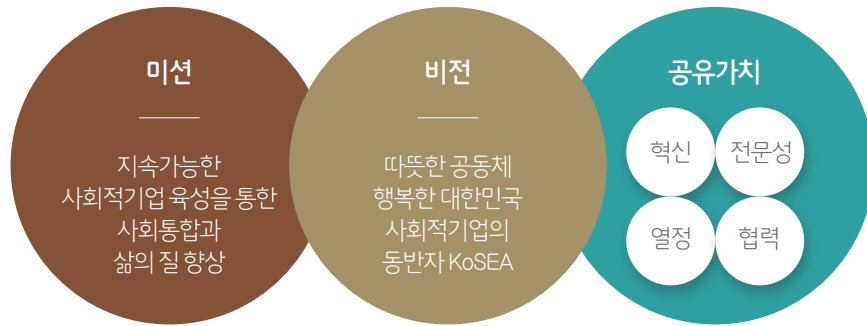 미션
지속가능한
사회적기업 육성을 통한
사회통합과
삶의 질 향상
비전
따뜻한 공동체
행복한 대한민국
사회적기업의
동반자 KoSEA
공유가치
혁신
전문성
열정
협력